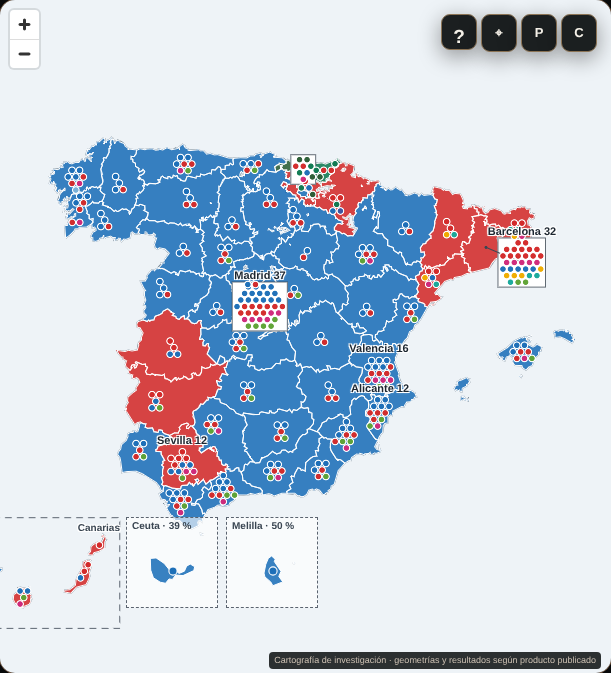 +
−
?
⌖
P
C
Barcelona 32
Madrid 37
Valencia 16
Alicante 12
Sevilla 12
Canarias
Ceuta · 39 %
Melilla · 50 %
Cartografía de investigación · geometrías y resultados según producto publicado